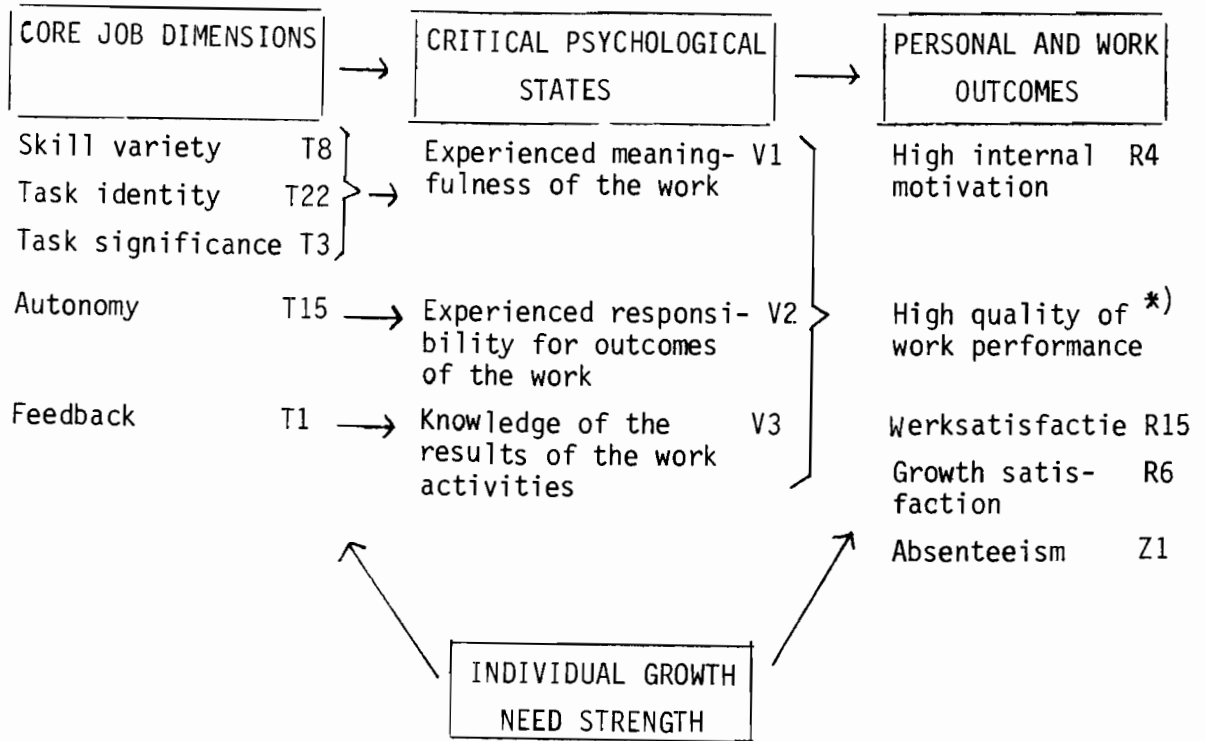 CORE JOB DIMENSIONS
CRITICAL PSYCHOLOGICAL
STATES
PERSONAL AND WORK
OUTCOMES
Skill variety T8
Task identity T22
Task significance T3
Autonomy T15
Feedback T1
Experienced meaning- V1
fulness of the work
Experienced responsi- V2
bility for outcomes
of the work
Knowledge of the V3
results of the work
activities
High internal R4
motivation
High quality of *)
work performance
Werksatisfactie R15
Growth satis- R6
faction
Absenteeism Z1
INDIVIDUAL GROWTH
NEED STRENGTH